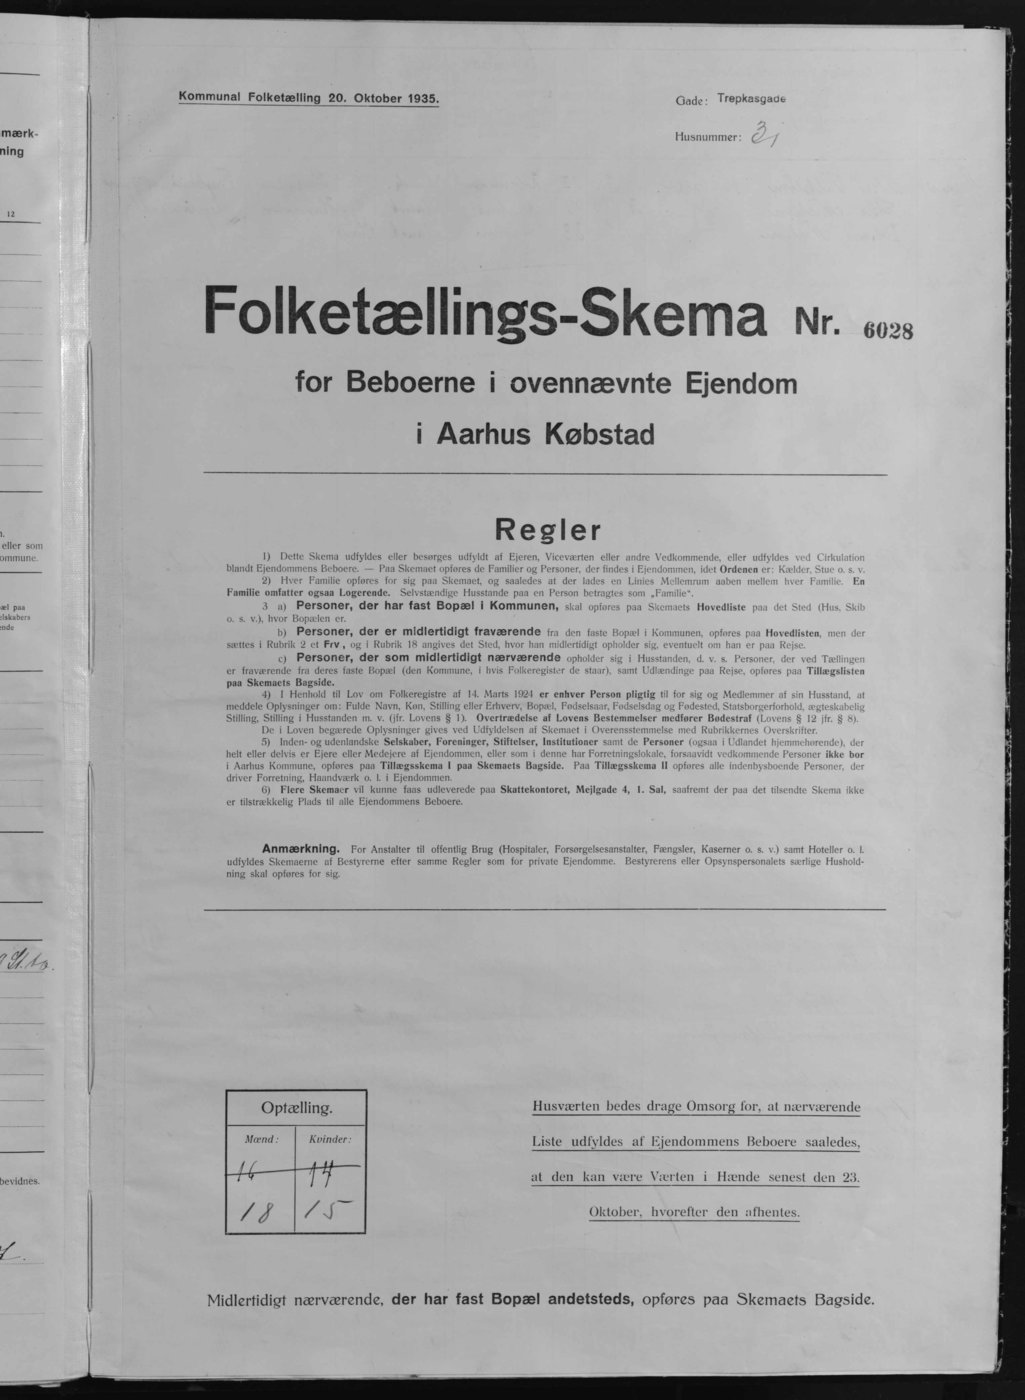 mærk-
ning
12
eller som
ommune.
æl paa
elskabers
ende
bevidnes.
Kommunal Folketælling 20. Oktober 1935.
Gade: Trepkasgade
Husnummer: 3
Folketællings-Skema Nr. 6028
for Beboerne i ovennævnte Ejendom
i Aarhus Købstad
Regler
1) Dette Skema udfyldes eller besørges udfyldt af Ejeren, Viceværten eller andre Vedkommende, eller udfyldes ved Cirkulation
blandt Ejendommens Beboere. — Paa Skemaet opføres de Familier og Personer, der findes i Ejendommen, idet Ordenen er: Kælder, Stue o. s. v.
2) Hver Familie opføres for sig paa Skemaet, og saaledes at der lades en Linies Mellemrum aaben mellem hver Familie. En
Familie omfatter ogsaa Logerende. Selvstændige Husstande paa en Person betragtes som „Familie".
3 a) Personer, der har fast Bopæl i Kommunen, skal opføres paa Skemaets Hovedliste paa det Sted (Hus, Skib
o. s. v.), hvor Bopælen er.
b) Personer, der er midlertidigt fraværende fra den faste Bopæl i Kommunen, opføres paa Hovedlisten, men der
sættes i Rubrik 2 et Frv, og i Rubrik 18 angives det Sted, hvor han midlertidigt opholder sig, eventuelt om han er paa Rejse.
c) Personer, der som midlertidigt nærværende opholder sig i Husstanden, d. v. s. Personer, der ved Tællingen
er fraværende fra deres faste Bopæl (den Kommune, i hvis Folkeregister de staar), samt Udlændinge paa Rejse, opføres paa Tillægslisten
paa Skemaets Bagside.
4) I Henhold til Lov om Folkeregistre af 14. Marts 1924 er enhver Person pligtig til for sig og Medlemmer af sin Husstand, at
meddele Oplysninger om: Fulde Navn, Køn, Stilling eller Erhverv, Bopæl, Fødselsaar, Fødselsdag og Fødested, Statsborgerforhold, ægteskabelig
Stilling, Stilling i Husstanden m. v. (jfr. Lovens § 1). Overtrædelse af Lovens Bestemmelser medfører Bødestraf (Lovens § 12 jfr. § 8).
De i Loven begærede Oplysninger gives ved Udfyldelsen af Skemaet i Overensstemmelse med Rubrikkernes Overskrifter.
5) Inden- og udenlandske Selskaber, Foreninger, Stiftelser, Institutioner samt de Personer (ogsaa i Udlandet hjemmehørende), der
helt eller delvis er Ejere eller Medejere af Ejendommen, eller som i denne har Forretningslokale, forsaavidt vedkommende Personer ikke bor
i Aarhus Kommune, opføres paa Tillægsskema I paa Skemaets Bagside. Paa Tillægsskema II opføres alle indenbysboende Personer, der
driver Forretning, Haandværk o. l. i Ejendommen.
6) Flere Skemaer vil kunne faas udleverede paa Skattekontoret, Mejlgade 4, 1. Sal, saafremt der paa det tilsendte Skema ikke
er tilstrækkelig Plads til alle Ejendommens Beboere.
Anmærkning. For Anstalter til offentlig Brug (Hospitaler, Forsørgelsesanstalter, Fængsler, Kaserner o. s. v.) samt Hoteller o. l.
udfyldes Skemaerne af Bestyrerne efter samme Regler som for private Ejendomme. Bestyrerens eller Opsynspersonalets særlige Hushold-
ning skal opføres for sig.
Optælling.
Mænd: Kvinder:
16 14
18 15
Husværten bedes drage Omsorg for, at nærværende
Liste udfyldes af Ejendommens Beboere saaledes,
at den kan være Værten i Hænde senest den 23.
Oktober, hvorefter den afhentes.
Midlertidigt nærværende, der har fast Bopæl andetsteds, opføres paa Skemaets Bagside.